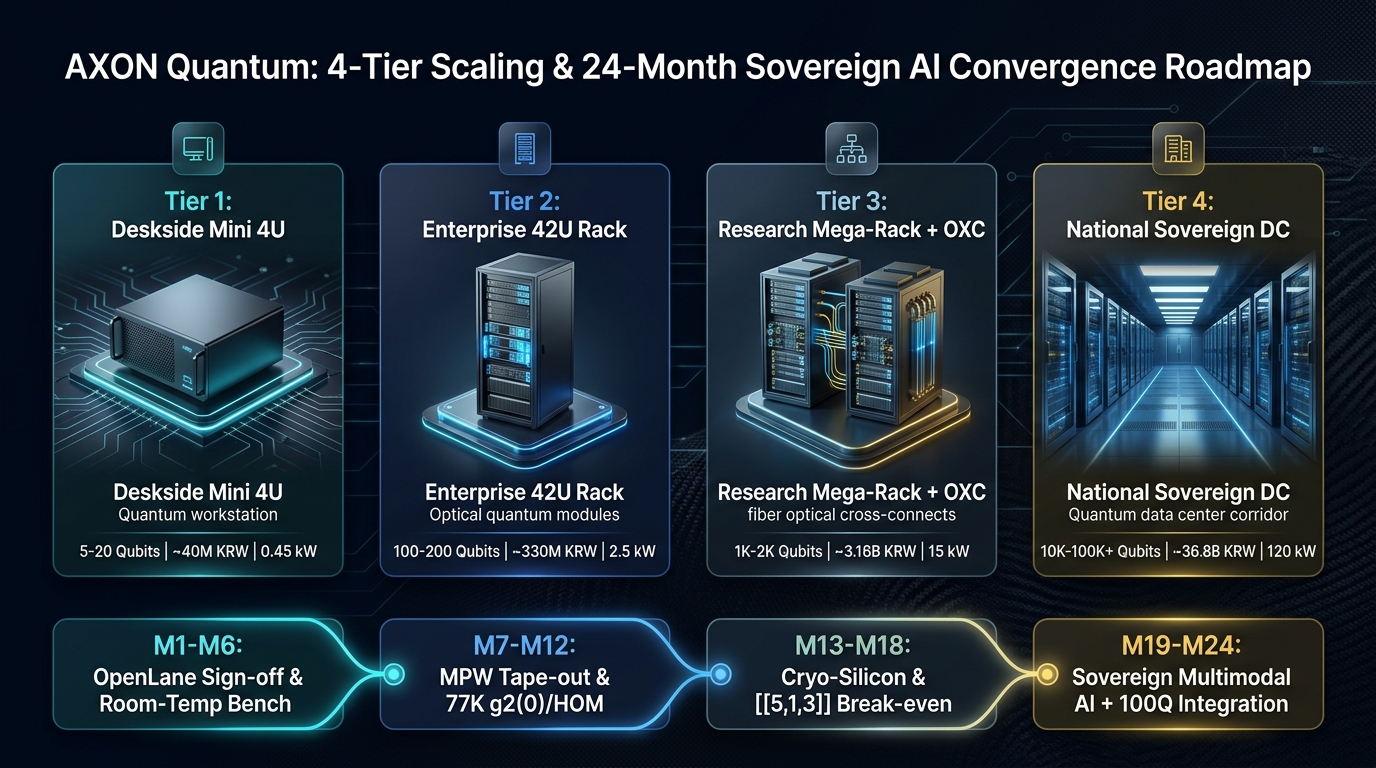 AXON Quantum: 4-Tier Scaling & 24-Month Sovereign AI Convergence Roadmap
Tier 1:
Deskside Mini 4U
Deskside Mini 4U
Quantum workstation
5-20 Qubits | ~40M KRW | 0.45 kW
Tier 2:
Enterprise 42U Rack
Enterprise 42U Rack
Optical quantum modules
100-200 Qubits | ~330M KRW | 2.5 kW
Tier 3:
Research Mega-Rack + OXC
Research Mega-Rack + OXC
fiber optical cross-connects
1K-2K Qubits | ~3.16B KRW | 15 kW
Tier 4:
National Sovereign DC
National Sovereign DC
Quantum data center corridor
10K-100K+ Qubits | ~36.8B KRW | 120 kW
M1-M6:
OpenLane Sign-off &
Room-Temp Bench
M7-M12:
MPW Tape-out &
77K g2(0)/HOM
M13-M18:
Cryo-Silicon &
[[5,1,3]] Break-even
M19-M24:
Sovereign Multimodal
AI + 100Q Integration